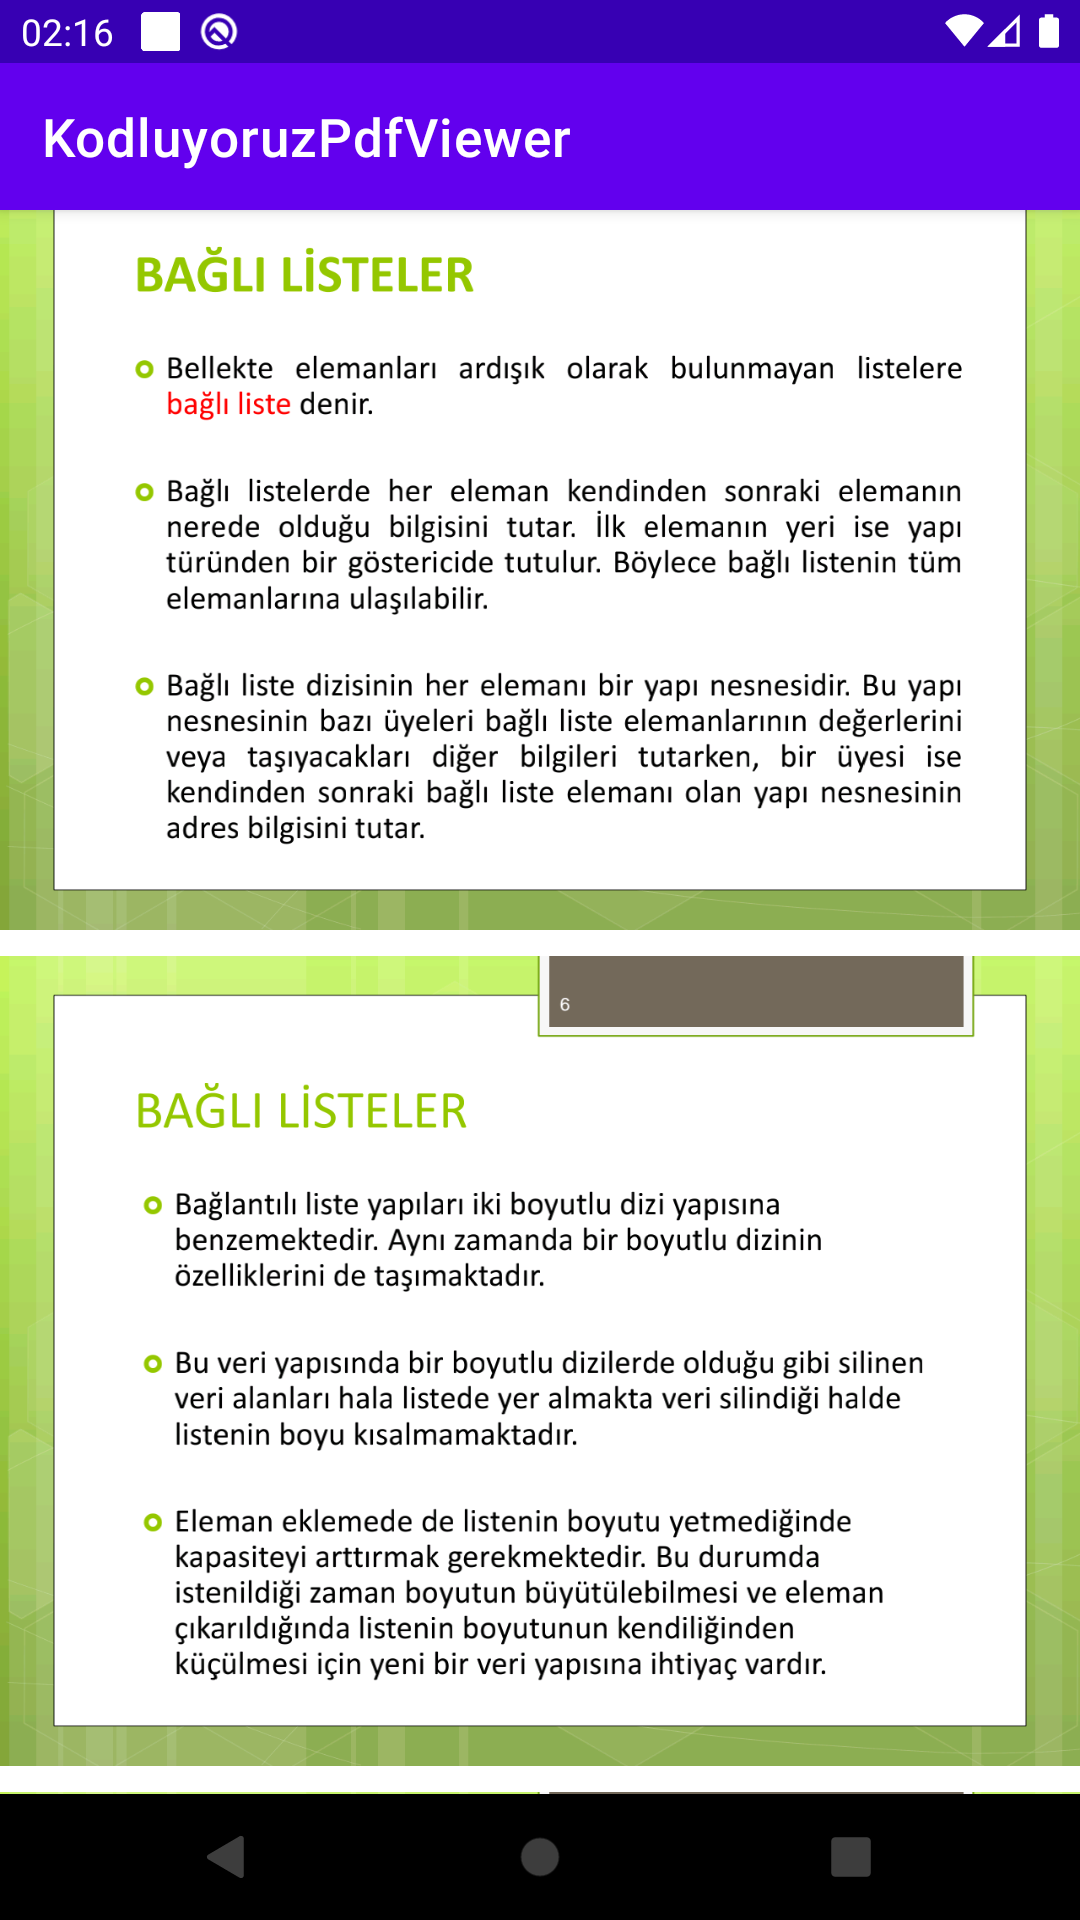 02:16
KodluyoruzPdfViewer
BAĞLI LİSTELER
Bellekte elemanları ardışık olarak bulunmayan listelere
bağlı liste denir.
Bağlı listelerde her eleman kendinden sonraki elemanın
nerede olduğu bilgisini tutar. İlk elemanın yeri ise yapı
türünden bir göstericide tutulur. Böylece bağlı listenin tüm
elemanlarına ulaşılabilir.
Bağlı liste dizisinin her elemanı bir yapı nesnesidir. Bu yapı
nesnesinin bazı üyeleri bağlı liste elemanlarının değerlerini
veya taşıyacakları diğer bilgileri tutarken, bir üyesi ise
kendinden sonraki bağlı liste elemanı olan yapı nesnesinin
adres bilgisini tutar.
6
BAĞLI LİSTELER
Bağlantılı liste yapıları iki boyutlu dizi yapısına
benzemektedir. Aynı zamanda bir boyutlu dizinin
özelliklerini de taşımaktadır.
Bu veri yapısında bir boyutlu dizilerde olduğu gibi silinen
veri alanları hala listede yer almakta veri silindiği halde
listenin boyu kısalmamaktadır.
Eleman eklemede de listenin boyutu yetmediğinde
kapasiteyi arttırmak gerekmektedir. Bu durumda
istenildiği zaman boyutun büyütülebilmesi ve eleman
çıkarıldığında listenin boyutunun kendiliğinden
küçülmesi için yeni bir veri yapısına ihtiyaç vardır.